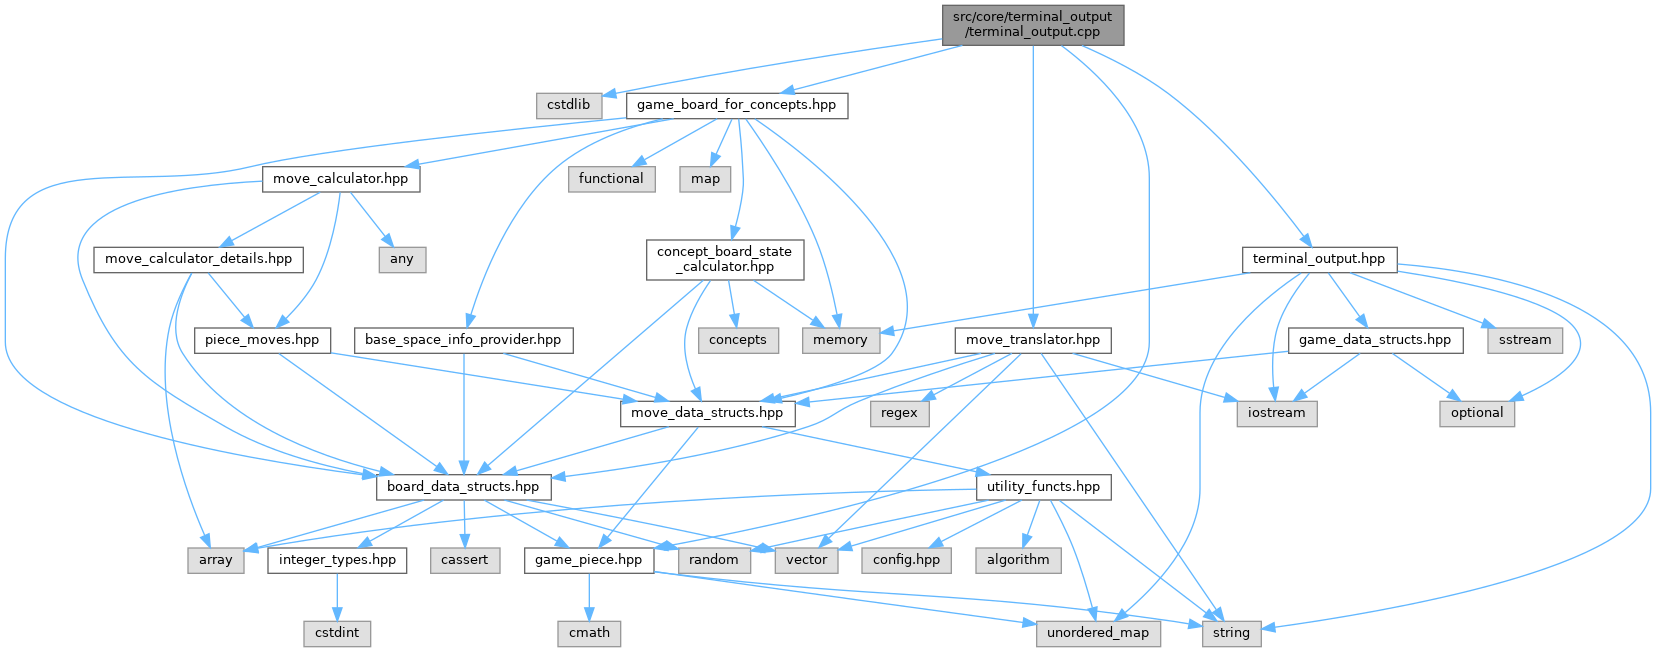 src/core/terminal_output
/terminal_output.cpp
cstdlib
game_board_for_concepts.hpp
move_calculator.hpp
functional
map
move_calculator_details.hpp
any
concept_board_state
_calculator.hpp
terminal_output.hpp
piece_moves.hpp
base_space_info_provider.hpp
concepts
memory
move_translator.hpp
game_data_structs.hpp
sstream
move_data_structs.hpp
regex
iostream
optional
board_data_structs.hpp
utility_functs.hpp
array
integer_types.hpp
cassert
game_piece.hpp
random
vector
config.hpp
algorithm
cstdint
cmath
unordered_map
string